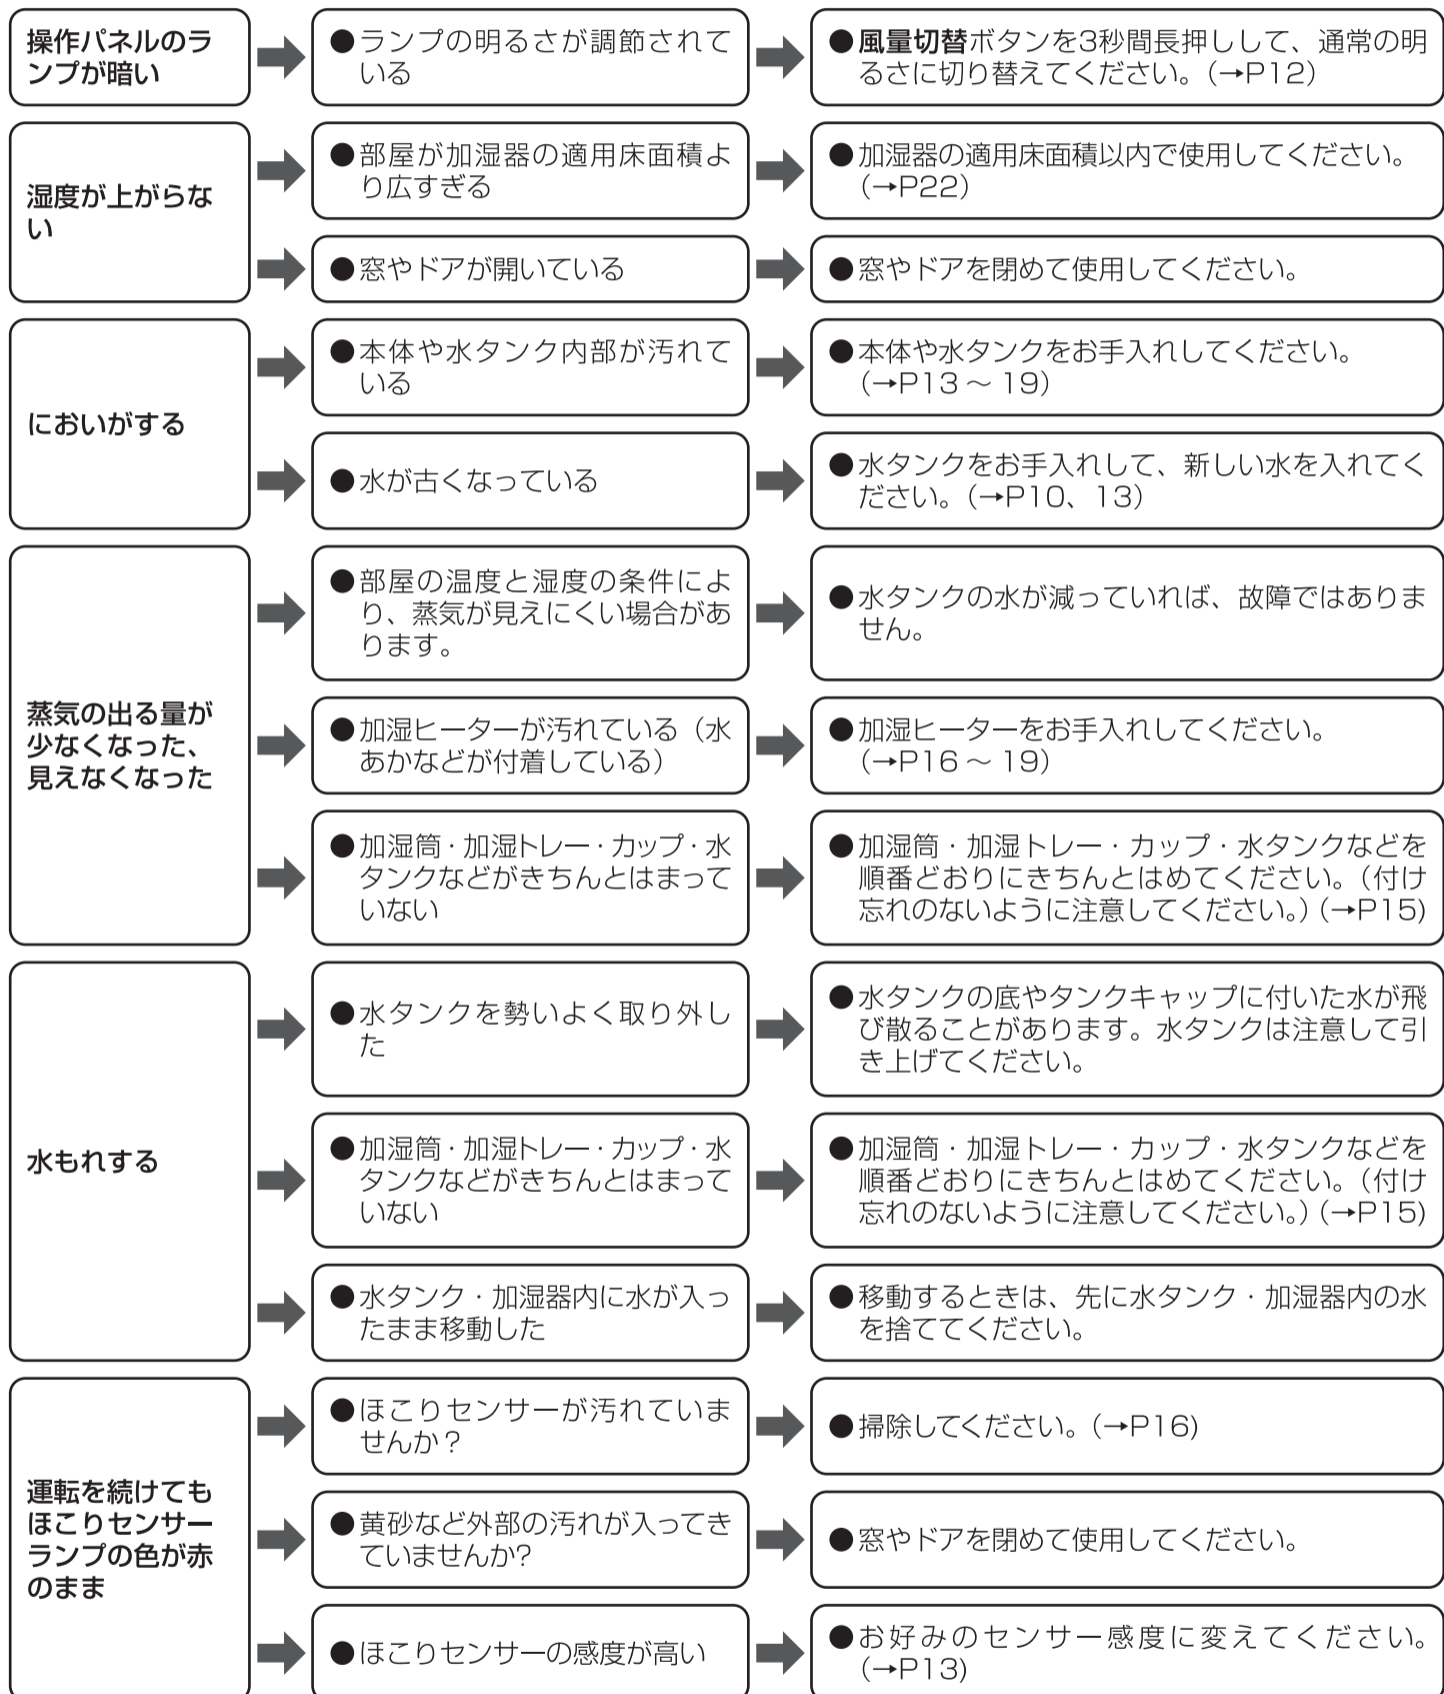 操作パネルのラ
ンプが暗い
●ランプの明るさが調節されて
いる
●風量切替ボタンを3秒間長押しして、通常の明
るさに切り替えてください。（→P12）
湿度が上がらな
い
●部屋が加湿器の適用床面積よ
り広すぎる
●加湿器の適用床面積以内で使用してください。
（→P22）
●窓やドアが開いている
●窓やドアを閉めて使用してください。
においがする
●本体や水タンク内部が汚れて
いる
●本体や水タンクをお手入れしてください。
（→P13～19）
●水が古くなっている
●水タンクをお手入れして、新しい水を入れてく
ださい。（→P10、13）
蒸気の出る量が
少なくなった、
見えなくなった
●部屋の温度と湿度の条件によ
り、蒸気が見えにくい場合があ
ります。
●水タンクの水が減っていれば、故障ではありま
せん。
●加湿ヒーターが汚れている（水
あかなどが付着している）
●加湿ヒーターをお手入れしてください。
（→P16～19）
●加湿筒・加湿トレー・カップ・水
タンクなどがきちんとはまって
いない
●加湿筒・加湿トレー・カップ・水タンクなどを
順番どおりにきちんとはめてください。（付け
忘れのないように注意してください。）（→P15)
水もれする
●水タンクを勢いよく取り外し
た
●水タンクの底やタンクキャップに付いた水が飛
び散ることがあります。水タンクは注意して引
き上げてください。
●加湿筒・加湿トレー・カップ・水
タンクなどがきちんとはまって
いない
●加湿筒・加湿トレー・カップ・水タンクなどを
順番どおりにきちんとはめてください。（付け
忘れのないように注意してください。）（→P15)
●水タンク・加湿器内に水が入っ
たまま移動した
●移動するときは、先に水タンク・加湿器内の水
を捨ててください。
運転を続けても
ほこりセンサー
ランプの色が赤
のまま
●ほこりセンサーが汚れていま
せんか？
●掃除してください。（→P16)
●黄砂など外部の汚れが入ってき
ていませんか?
●窓やドアを閉めて使用してください。
●ほこりセンサーの感度が高い
●お好みのセンサー感度に変えてください。
（→P13)